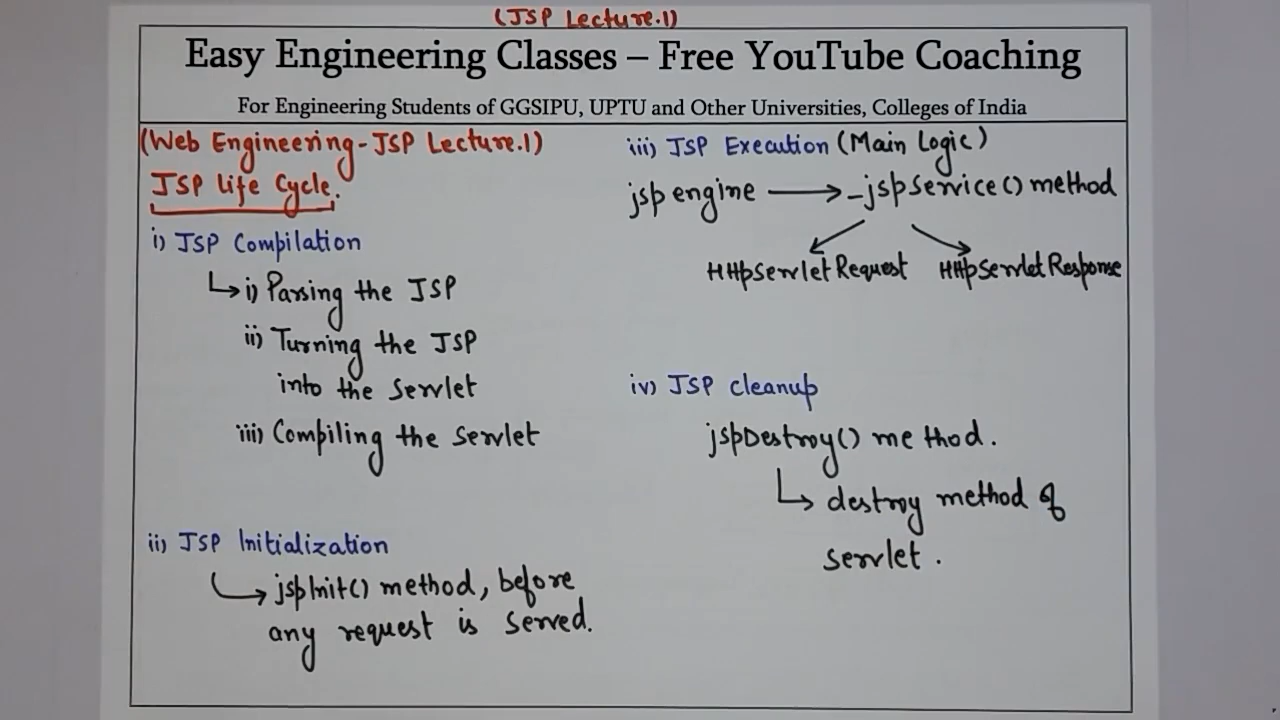 (JSP Lecture.1)
Easy Engineering Classes – Free YouTube Coaching
For Engineering Students of GGSIPU, UPTU and Other Universities, Colleges of India
(Web Engineering-JSP Lecture.1)
JSP Life Cycle.
i) JSP Compilation
↳ i) Parsing the JSP
ii) Turning the JSP
into the Servlet
iii) Compiling the Servlet
ii) JSP Initialization
↳ jspInit() method, before
any request is served.
iii) JSP Execution (Main Logic)
jsp engine → _jspService() method
HttpServletRequest HttpServletResponse
iv) JSP cleanup
jspDestroy() method.
↳ destroy method of
servlet.